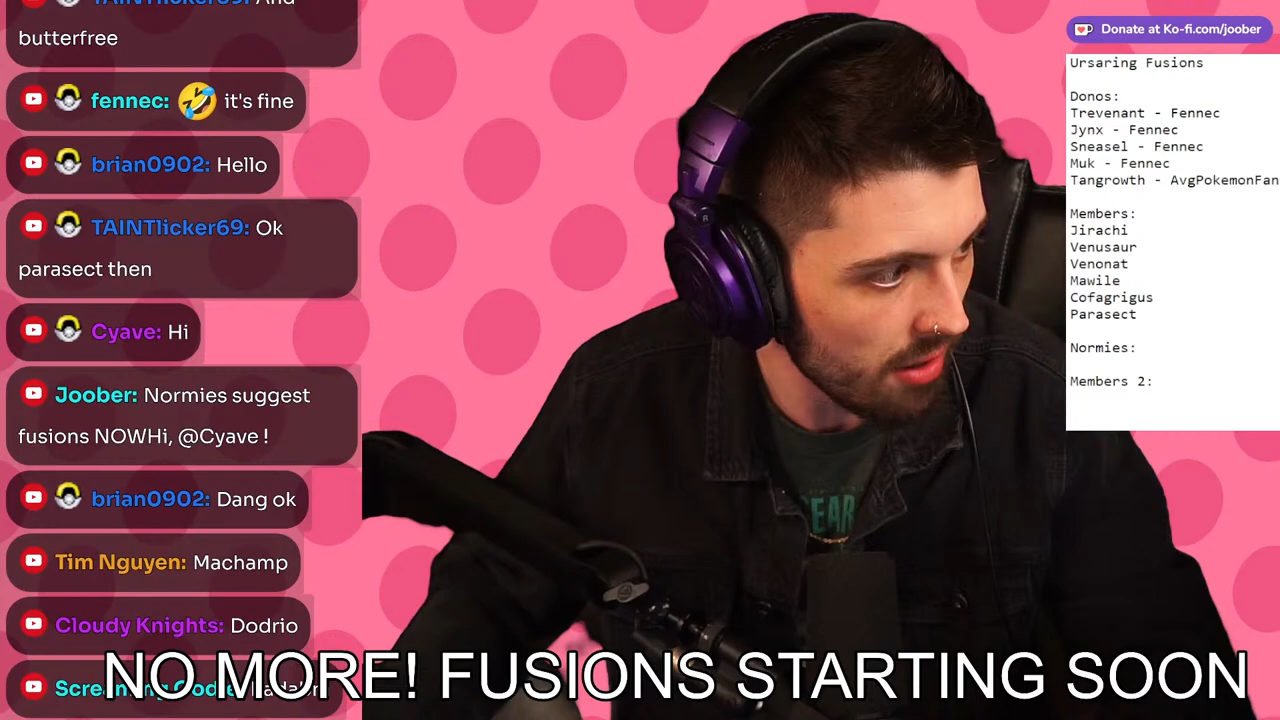 TAINTlicker69: And
butterfree
fennec: 🤣 it's fine
brian0902: Hello
TAINTlicker69: Ok
parasect then
Cyave: Hi
Joober: Normies suggest
fusions NOWHi, @Cyave !
brian0902: Dang ok
Tim Nguyen: Machamp
Cloudy Knights: Dodrio
NO MORE! FUSIONS STARTING SOON
EAR
Donate at Ko-fi.com/joober
Ursaring Fusions
Donos:
Trevenant - Fennec
Jynx - Fennec
Sneasel - Fennec
Muk - Fennec
Tangrowth - AvgPokemonFan
Members:
Jirachi
Venusaur
Venonat
Mawile
Cofagrigus
Parasect
Normies:
Members 2: